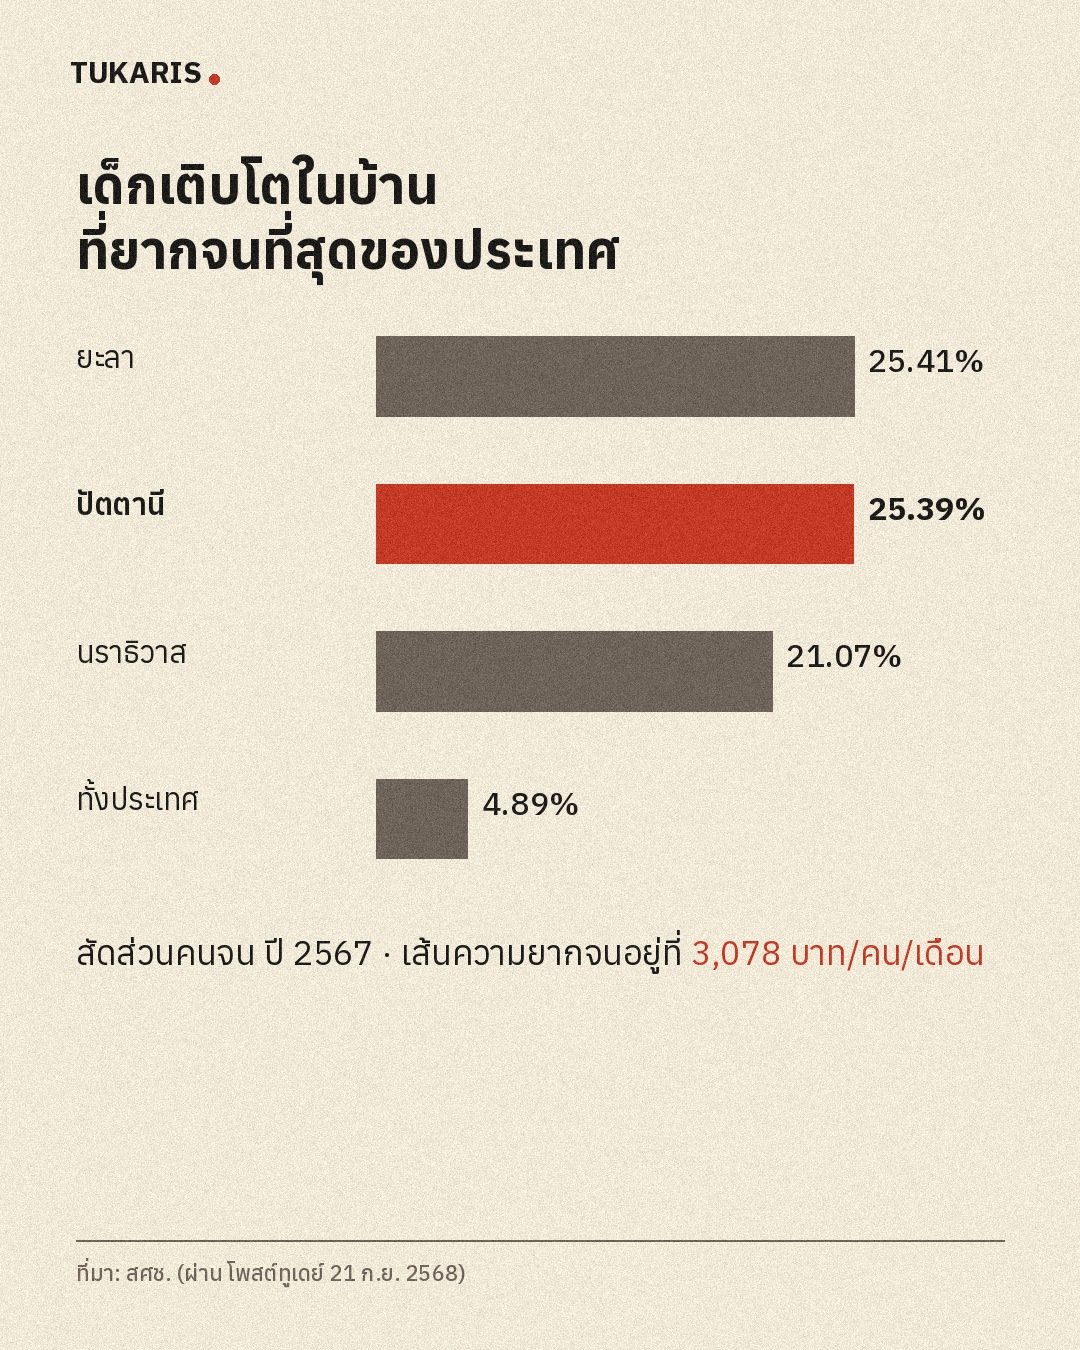 TUKARIS
เด็กเติบโตในบ้าน
ที่ยากจนที่สุดของประเทศ
ยะลา 25.41%
ปัตตานี 25.39%
นราธิวาส 21.07%
ทั้งประเทศ 4.89%
สัดส่วนคนจน ปี 2567 · เส้นความยากจนอยู่ที่ 3,078 บาท/คน/เดือน
ที่มา: สศช. (ผ่าน โพสต์ทูเดย์ 21 ก.ย. 2568)